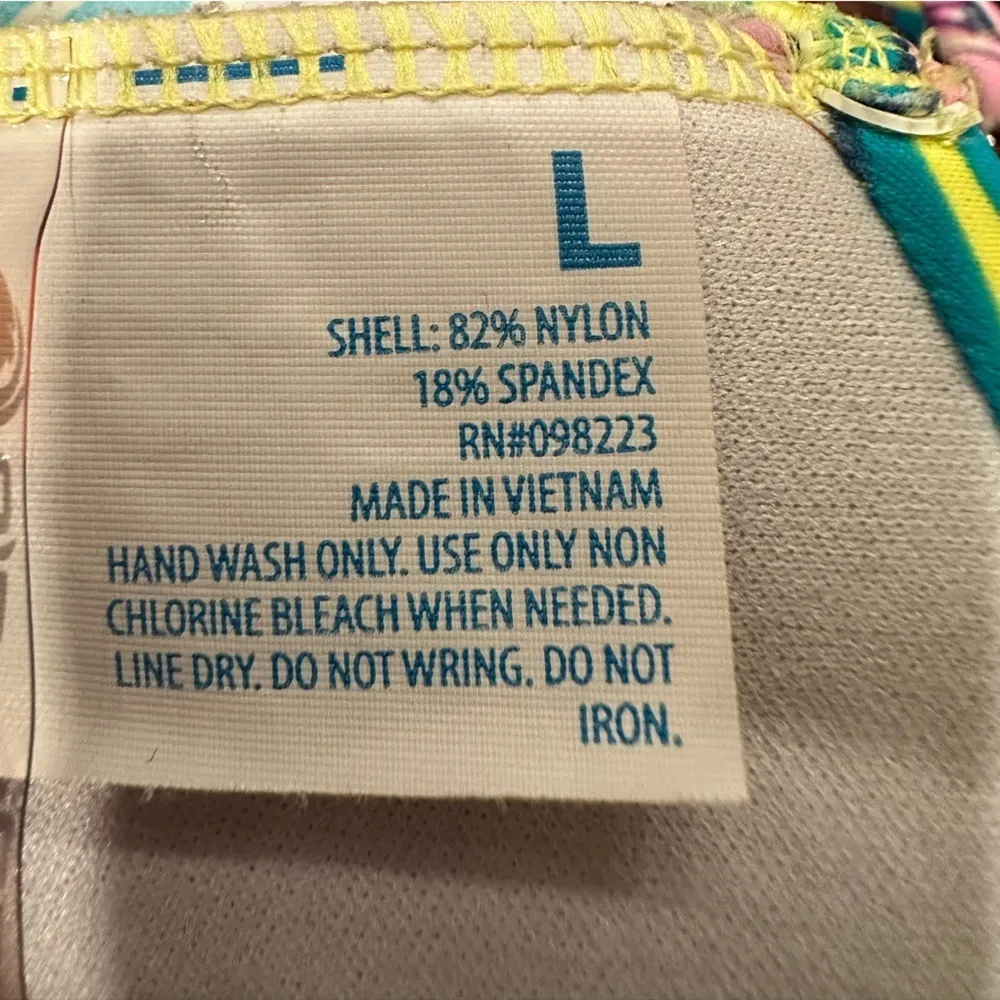 L
SHELL: 82% NYLON
18% SPANDEX
RN#098223
MADE IN VIETNAM
HAND WASH ONLY. USE ONLY NON
CHLORINE BLEACH WHEN NEEDED.
LINE DRY. DO NOT WRING. DO NOT
IRON.